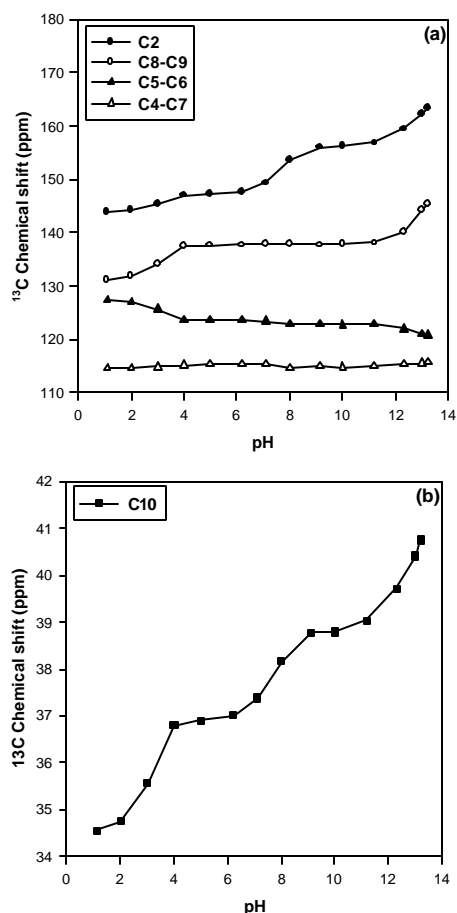 180
(a)
C2
C8-C9
C5-C6
C4-C7
170
160
150
140
130
120
110
¹³C Chemical shift (ppm)
0 2 4 6 8 10 12 14
pH
42
(b)
C10
41
40
39
38
37
36
35
34
13C Chemical shift (ppm)
0 2 4 6 8 10 12 14
pH